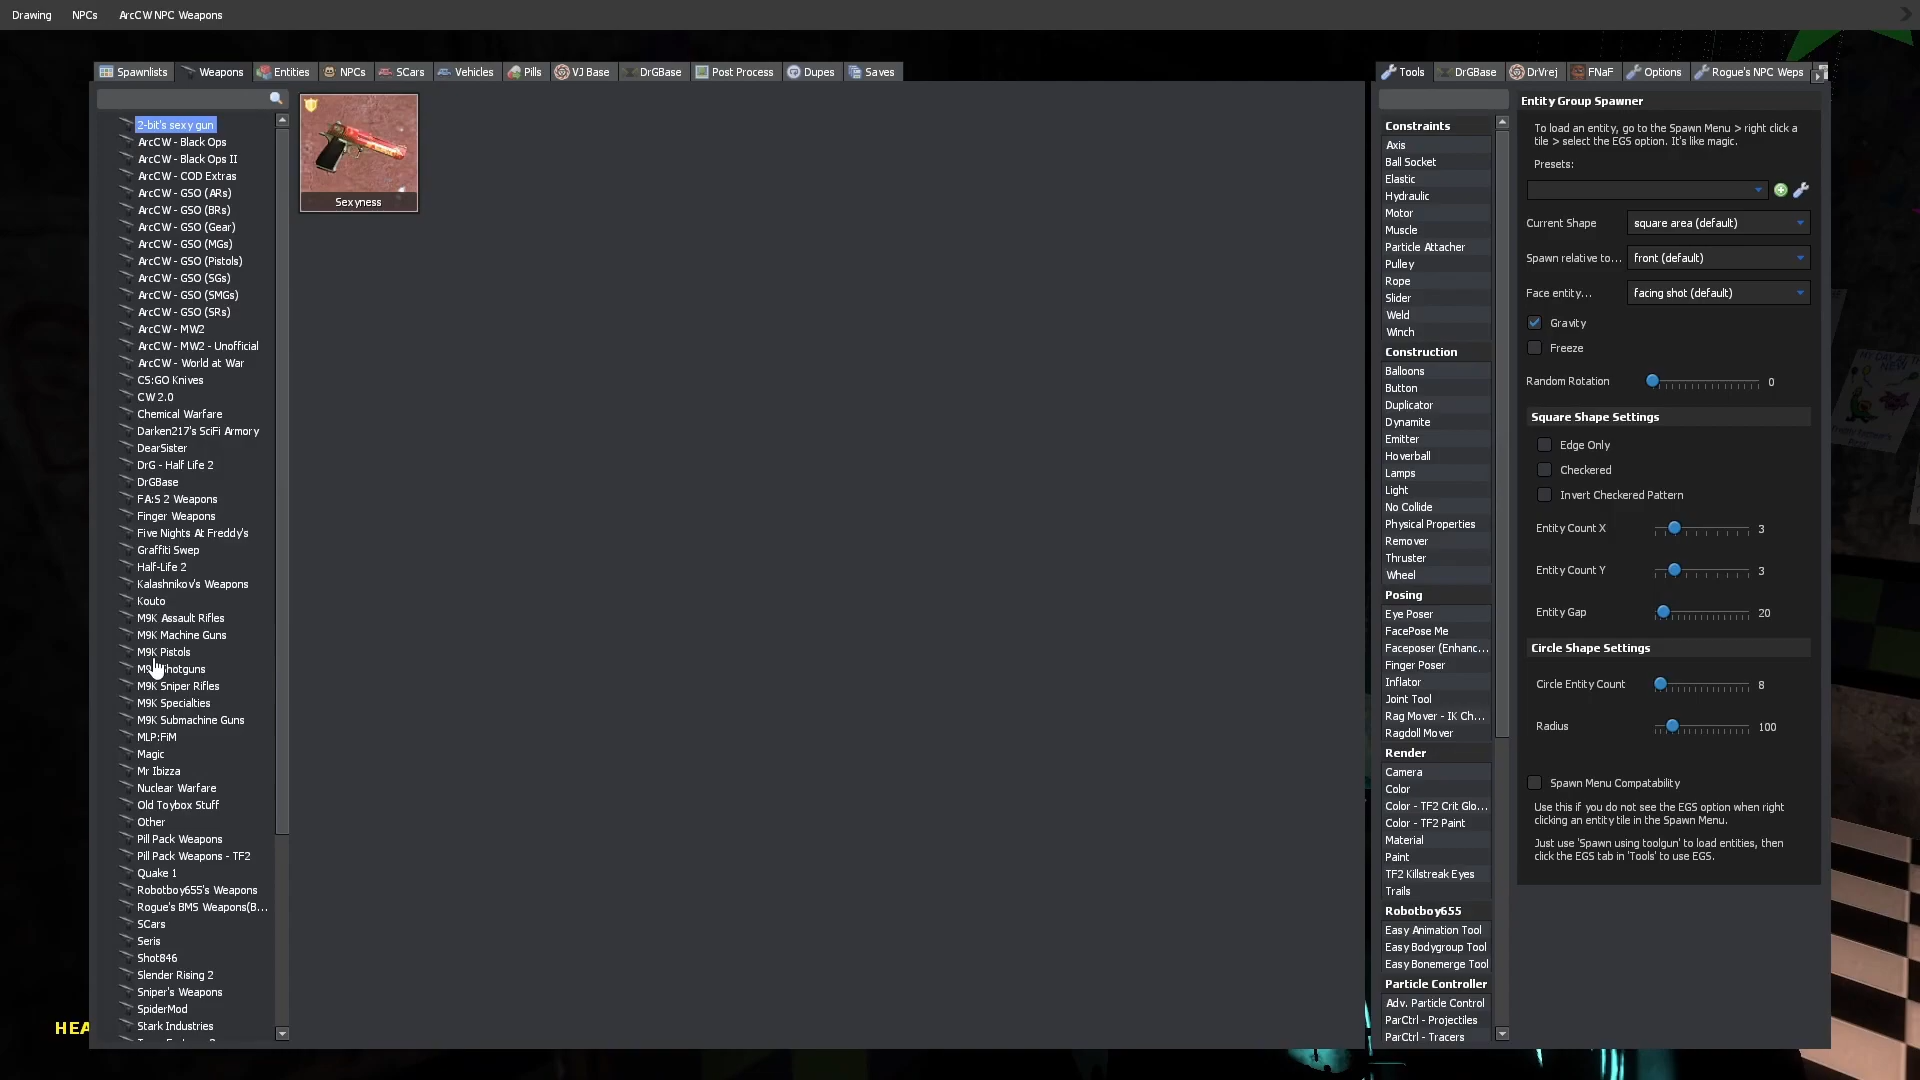 Drawing NPCs ArcCW NPC Weapons
Spawnlists Weapons Entities NPCs SCars Vehicles Pills VJ Base DrGBase Post Process Dupes Saves
2-bit's sexy gun
ArcCW - Black Ops
ArcCW - Black Ops II
ArcCW - COD Extras
ArcCW - GSO (ARs)
ArcCW - GSO (BRs)
ArcCW - GSO (Gear)
ArcCW - GSO (MGs)
ArcCW - GSO (Pistols)
ArcCW - GSO (SGs)
ArcCW - GSO (SMGs)
ArcCW - GSO (SRs)
ArcCW - MW2
ArcCW - MW2 - Unofficial
ArcCW - World at War
CS:GO Knives
CW 2.0
Chemical Warfare
Darken217's SciFi Armory
DearSister
DrG - Half Life 2
DrGBase
FA:S 2 Weapons
Finger Weapons
Five Nights At Freddy's
Graffiti Swep
Half-Life 2
Kalashnikov's Weapons
Kouto
M9K Assault Rifles
M9K Machine Guns
M9K Pistols
M9K Shotguns
M9K Sniper Rifles
M9K Specialties
M9K Submachine Guns
MLP:FiM
Magic
Mr Ibizza
Nuclear Warfare
Old Toybox Stuff
Other
Pill Pack Weapons
Pill Pack Weapons - TF2
Quake 1
Robotboy655's Weapons
Rogue's BMS Weapons(B...
SCars
Seris
Shot846
Slender Rising 2
Sniper's Weapons
SpiderMod
Stark Industries
Sexyness
HEA
Tools DrGBase DrVrej FNaF Options Rogue's NPC Weps
Constraints
Axis
Ball Socket
Elastic
Hydraulic
Motor
Muscle
Particle Attacher
Pulley
Rope
Slider
Weld
Winch
Construction
Balloons
Button
Duplicator
Dynamite
Emitter
Hoverball
Lamps
Light
No Collide
Physical Properties
Remover
Thruster
Wheel
Posing
Eye Poser
FacePose Me
Faceposer (Enhanc...
Finger Poser
Inflator
Joint Tool
Rag Mover - IK Ch...
Ragdoll Mover
Render
Camera
Color
Color - TF2 Crit Glo...
Color - TF2 Paint
Material
Paint
TF2 Killstreak Eyes
Trails
Robotboy655
Easy Animation Tool
Easy Bodygroup Tool
Easy Bonemerge Tool
Particle Controller
Adv. Particle Control
ParCtrl - Projectiles
ParCtrl - Tracers
Entity Group Spawner
To load an entity, go to the Spawn Menu > right click a
tile > select the EGS option. It's like magic.
Presets:
Current Shape square area (default)
Spawn relative to... front (default)
Face entity... facing shot (default)
Gravity
Freeze
Random Rotation 0
Square Shape Settings
Edge Only
Checkered
Invert Checkered Pattern
Entity Count X 3
Entity Count Y 3
Entity Gap 20
Circle Shape Settings
Circle Entity Count 8
Radius 100
Spawn Menu Compatability
Use this if you do not see the EGS option when right
clicking an entity tile in the Spawn Menu.
Just use 'Spawn using toolgun' to load entities, then
click the EGS tab in 'Tools' to use EGS.